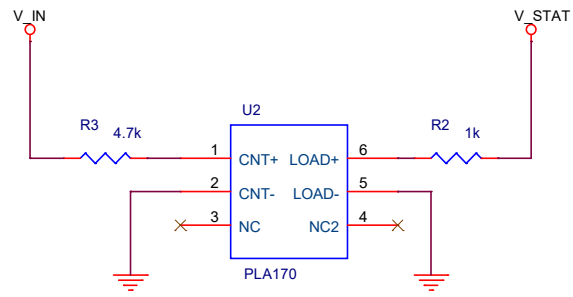 V_IN V_STAT
U2
R3 4.7k R2 1k
1 CNT+ LOAD+ 6
2 CNT- LOAD- 5
3 NC NC2 4
PLA170